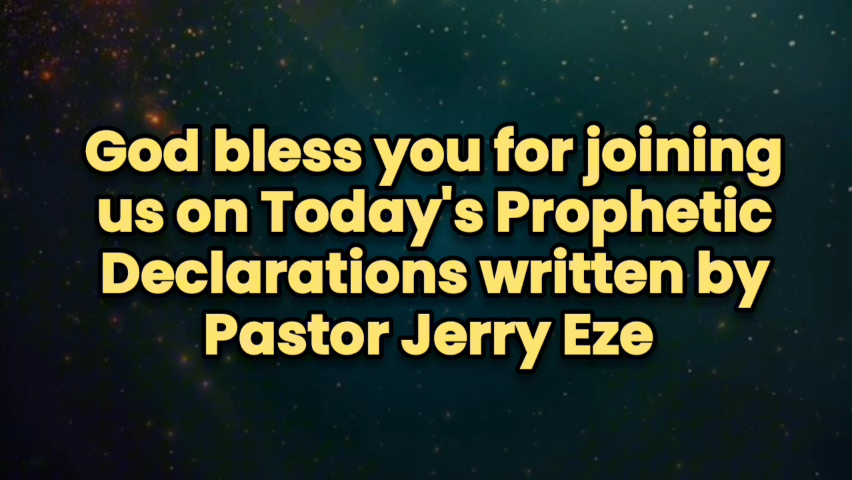 God bless you for joining
us on Today's Prophetic
Declarations written by
Pastor Jerry Eze